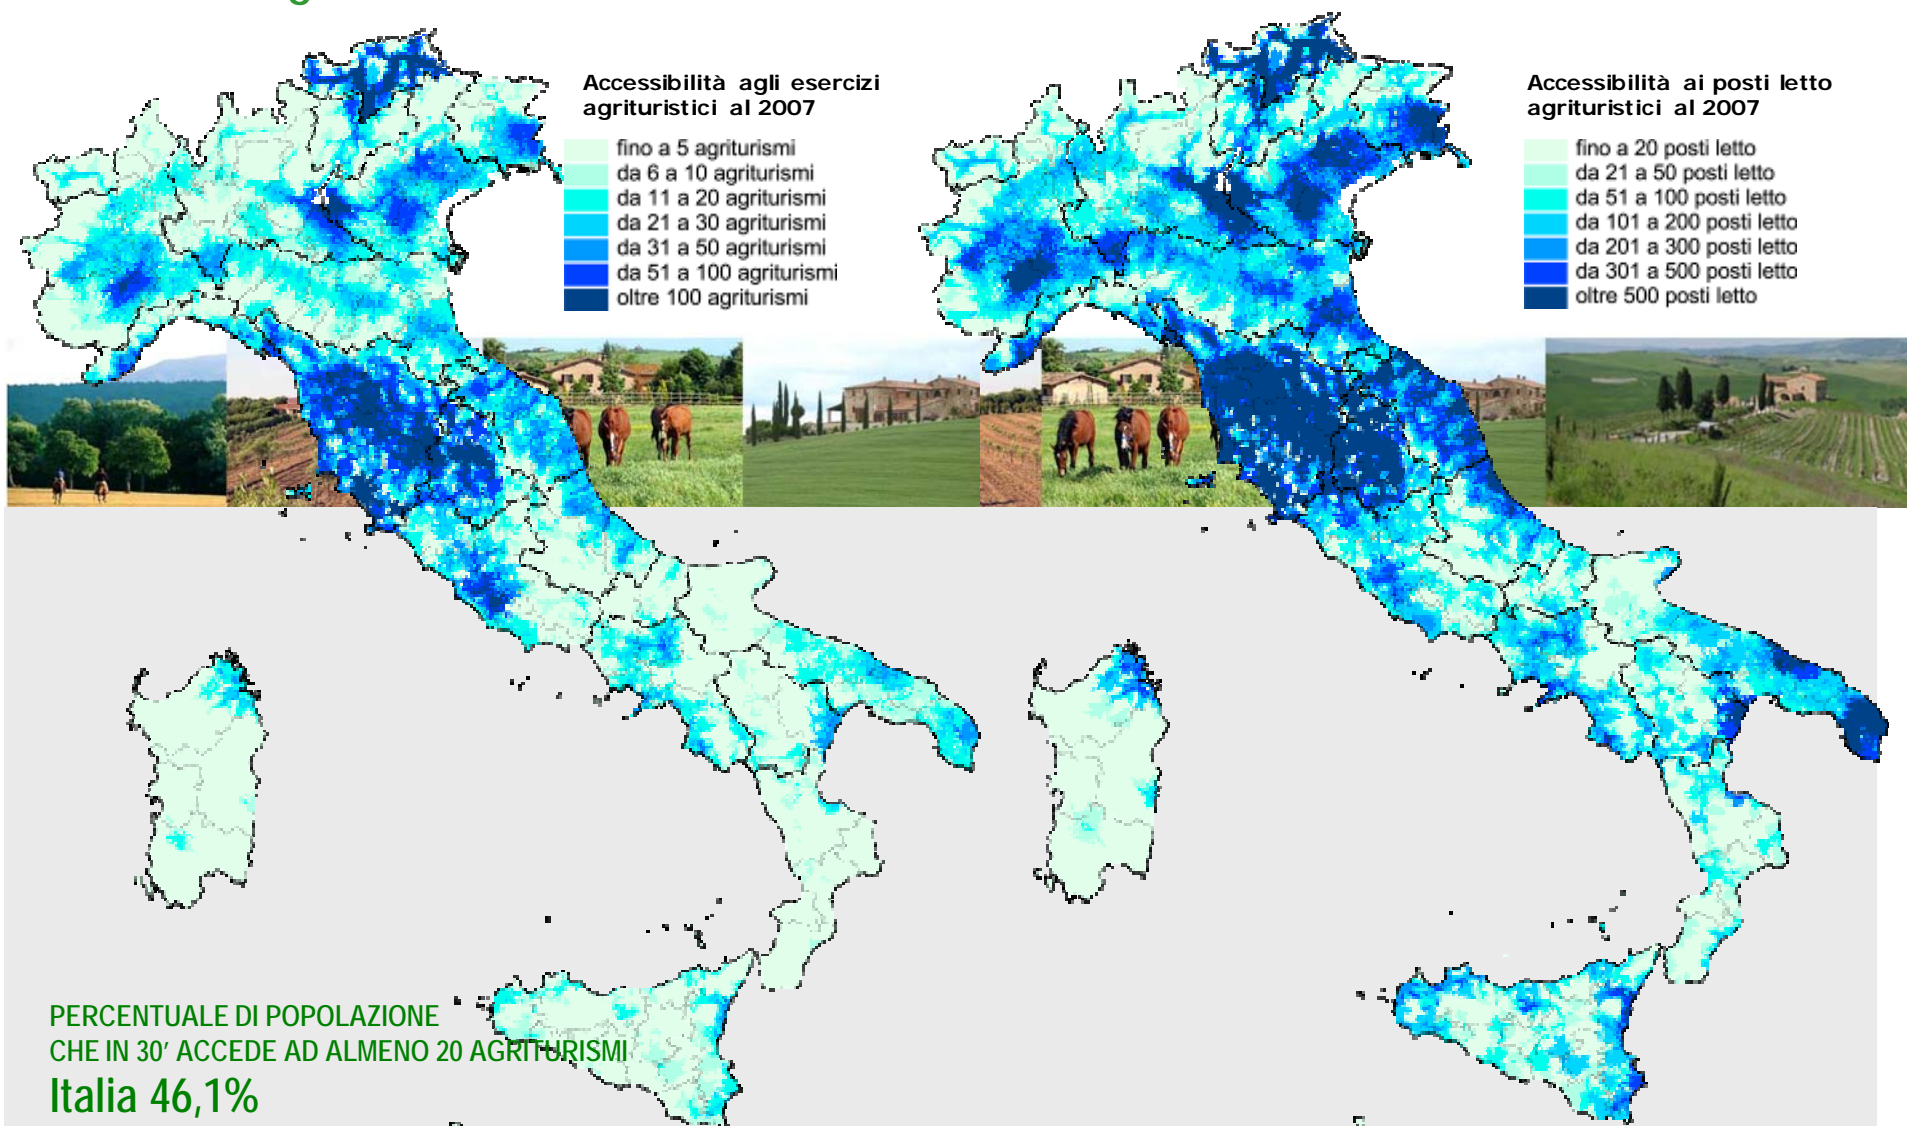 Accessibilità agli esercizi
agrituristici al 2007
fino a 5 agriturismi
da 6 a 10 agriturismi
da 11 a 20 agriturismi
da 21 a 30 agriturismi
da 31 a 50 agriturismi
da 51 a 100 agriturismi
oltre 100 agriturismi
Accessibilità ai posti letto
agrituristici al 2007
fino a 20 posti letto
da 21 a 50 posti letto
da 51 a 100 posti letto
da 101 a 200 posti letto
da 201 a 300 posti letto
da 301 a 500 posti letto
oltre 500 posti letto
PERCENTUALE DI POPOLAZIONE
CHE IN 30’ ACCEDE AD ALMENO 20 AGRITURISMI
Italia 46,1%